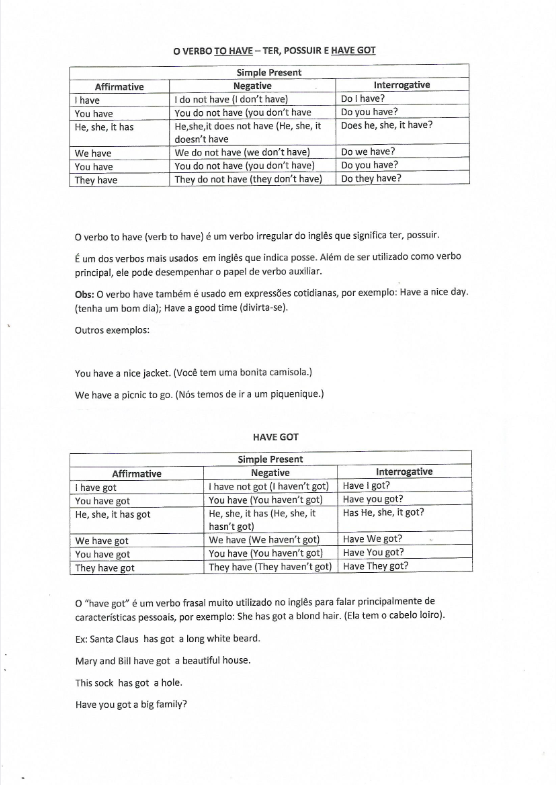 O VERBO TO HAVE – TER, POSSUIR E HAVE GOT
Simple Present
Affirmative Negative Interrogative
I have I do not have (I don't have) Do I have?
You have You do not have (you don't have Do you have?
He, she, it has He,she,it does not have (He, she, it Does he, she, it have?
doesn't have
We have We do not have (we don't have) Do we have?
You have You do not have (you don't have) Do you have?
They have They do not have (they don't have) Do they have?
O verbo to have (verb to have) é um verbo irregular do inglês que significa ter, possuir.
É um dos verbos mais usados em inglês que indica posse. Além de ser utilizado como verbo
principal, ele pode desempenhar o papel de verbo auxiliar.
Obs: O verbo have também é usado em expressões cotidianas, por exemplo: Have a nice day.
(tenha um bom dia); Have a good time (divirta-se).
Outros exemplos:
You have a nice jacket. (Você tem uma bonita camisola.)
We have a picnic to go. (Nós temos de ir a um piquenique.)
HAVE GOT
Simple Present
Affirmative Negative Interrogative
I have got I have not got (I haven't got) Have I got?
You have got You have (You haven't got) Have you got?
He, she, it has got He, she, it has (He, she, it Has He, she, it got?
hasn't got)
We have got We have (We haven't got) Have We got?
You have got You have (You haven't got) Have You got?
They have got They have (They haven't got) Have They got?
O "have got" é um verbo frasal muito utilizado no inglês para falar principalmente de
características pessoais, por exemplo: She has got a blond hair. (Ela tem o cabelo loiro).
Ex: Santa Claus has got a long white beard.
Mary and Bill have got a beautiful house.
This sock has got a hole.
Have you got a big family?